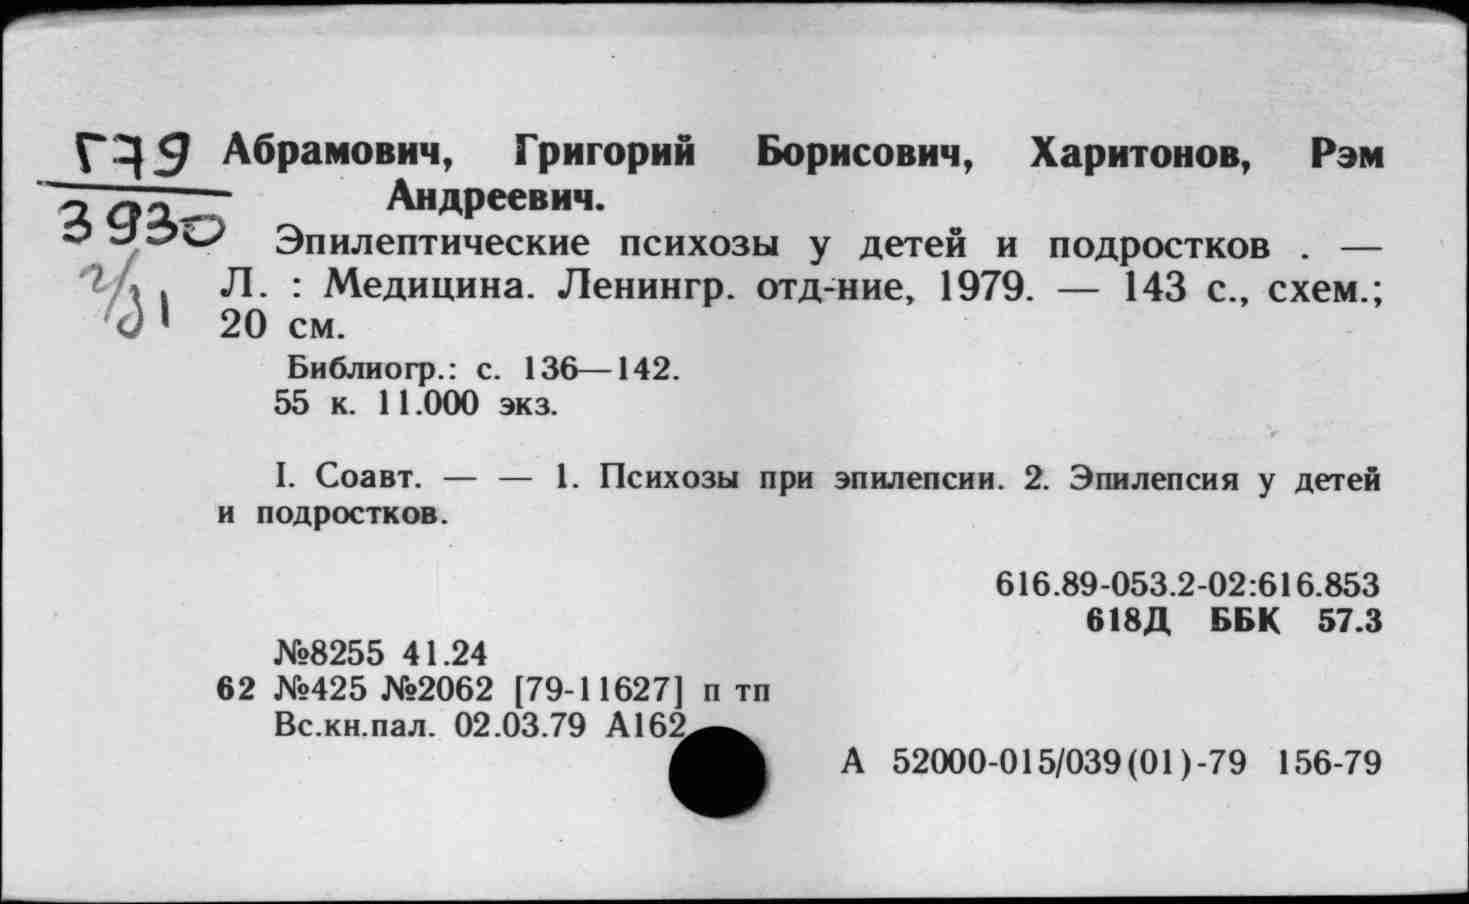 Г79 Абрамович, Григорий Борисович, Харитонов, Рэм
Андреевич.
3930
Эпилептические психозы у детей и подростков . —
Л. : Медицина. Ленингр. отд-ние, 1979. — 143 с., схем.;
20 см.
Библиогр.: с. 136—142.
55 к. 11.000 экз.
I. Соавт. — — 1. Психозы при эпилепсии. 2. Эпилепсия у детей
и подростков.
616.89-053.2-02:616.853
618Д ББК 57.3
№8255 41.24
62 №425 №2062 [79-11627] п тп
Вс.кн.пал. 02.03.79 А162
А 52000-015/039(01)-79 156-79